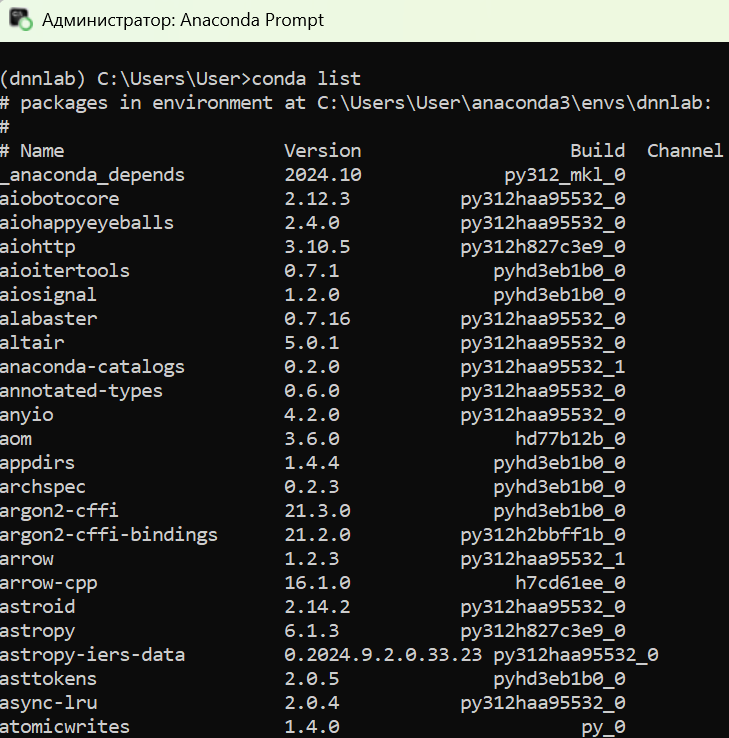 Администратор: Anaconda Prompt
(dnnlab) C:\Users\User>conda list
# packages in environment at C:\Users\User\anaconda3\envs\dnnlab:
#
# Name Version Build Channel
_anaconda_depends 2024.10 py312_mkl_0
aiobotocore 2.12.3 py312haa95532_0
aiohappyeyeballs 2.4.0 py312haa95532_0
aiohttp 3.10.5 py312h827c3e9_0
aioitertools 0.7.1 pyhd3eb1b0_0
aiosignal 1.2.0 pyhd3eb1b0_0
alabaster 0.7.16 py312haa95532_0
altair 5.0.1 py312haa95532_0
anaconda-catalogs 0.2.0 py312haa95532_1
annotated-types 0.6.0 py312haa95532_0
anyio 4.2.0 py312haa95532_0
aom 3.6.0 hd77b12b_0
appdirs 1.4.4 pyhd3eb1b0_0
archspec 0.2.3 pyhd3eb1b0_0
argon2-cffi 21.3.0 pyhd3eb1b0_0
argon2-cffi-bindings 21.2.0 py312h2bbff1b_0
arrow 1.2.3 py312haa95532_1
arrow-cpp 16.1.0 h7cd61ee_0
astroid 2.14.2 py312haa95532_0
astropy 6.1.3 py312h827c3e9_0
astropy-iers-data 0.2024.9.2.0.33.23 py312haa95532_0
asttokens 2.0.5 pyhd3eb1b0_0
async-lru 2.0.4 py312haa95532_0
atomicwrites 1.4.0 py_0